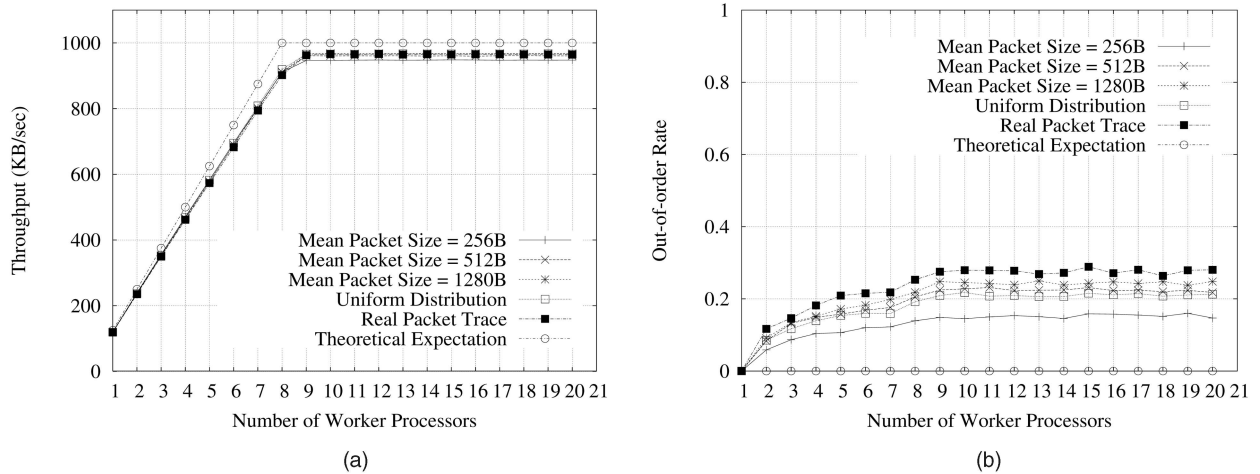 1000
800
600
400
200
0
Throughput (KB/sec)
Mean Packet Size = 256B
Mean Packet Size = 512B
Mean Packet Size = 1280B
Uniform Distribution
Real Packet Trace
Theoretical Expectation
1 2 3 4 5 6 7 8 9 10 11 12 13 14 15 16 17 18 19 20 21
Number of Worker Processors
(a)
1
0.8
0.6
0.4
0.2
0
Out-of-order Rate
Mean Packet Size = 256B
Mean Packet Size = 512B
Mean Packet Size = 1280B
Uniform Distribution
Real Packet Trace
Theoretical Expectation
1 2 3 4 5 6 7 8 9 10 11 12 13 14 15 16 17 18 19 20 21
Number of Worker Processors
(b)